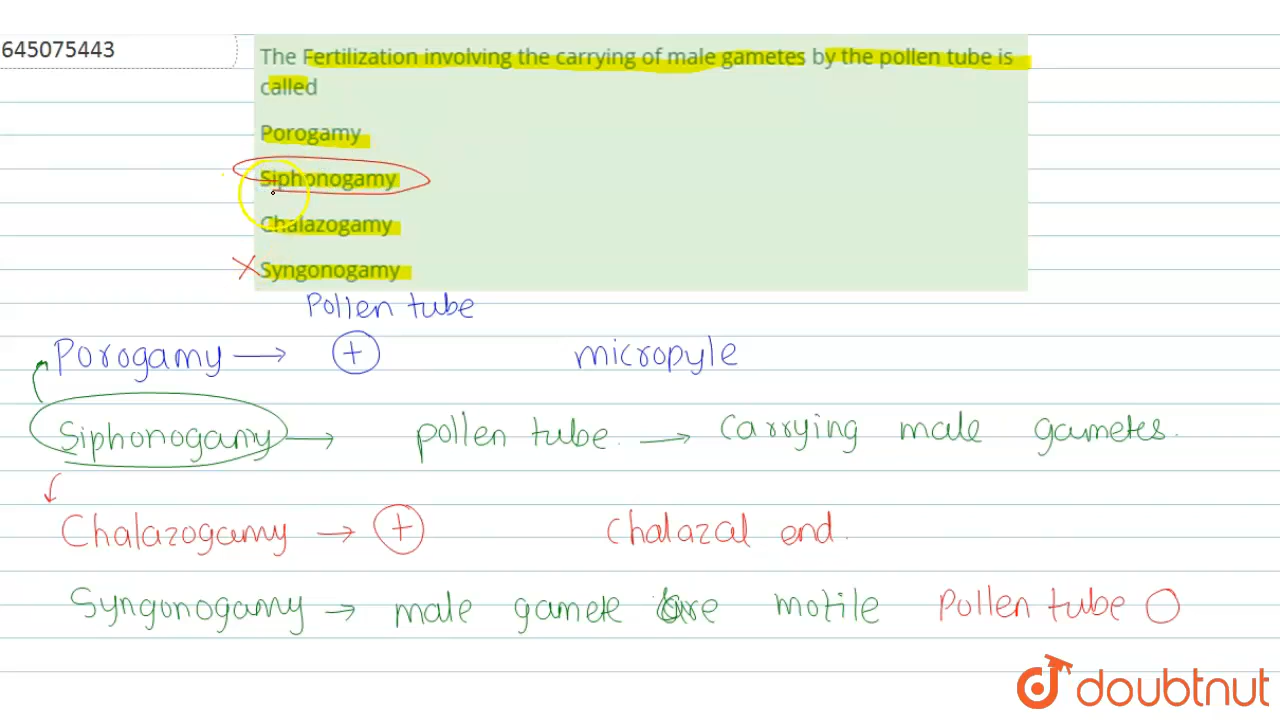 645075443
The Fertilization involving the carrying of male gametes by the pollen tube is
called
Porogamy
Siphonogamy
Chalazogamy
Syngonogamy
Pollen tube
Porogamy → + micropyle
Siphonogamy → pollen tube. → Carrying male gametes.
Chalazogamy → + Chalazal end.
Syngonogamy → male gamete are motile Pollen tube
doubtnut